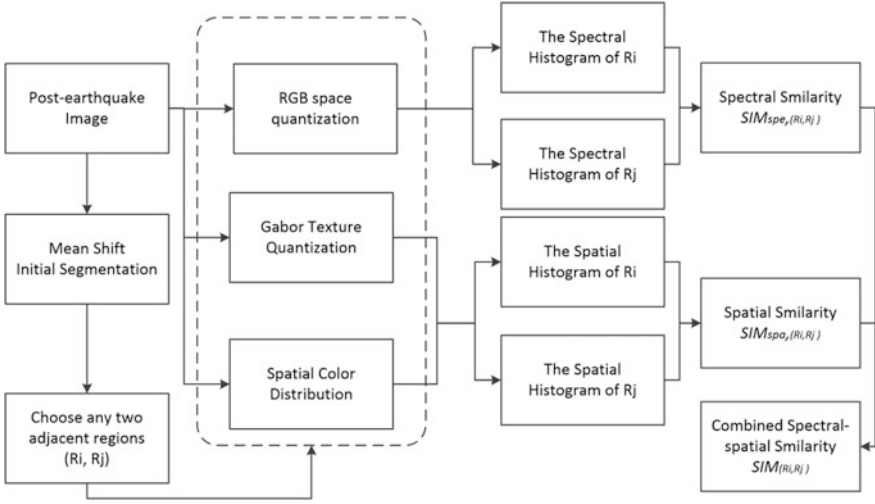 Post-earthquake
Image
Mean Shift
Initial Segmentation
Choose any two
adjacent regions
(Ri, Rj)
RGB space
quantization
Gabor Texture
Quantization
Spatial Color
Distribution
The Spectral
Histogram of Ri
The Spectral
Histogram of Rj
The Spatial
Histogram of Ri
The Spatial
Histogram of Rj
Spectral Smilarity
SIMspe,(Ri,Rj )
Spatial Smilarity
SIMspa,(Ri,Rj )
Combined Spectral-
spatial Smilarity
SIM(Ri,Rj )